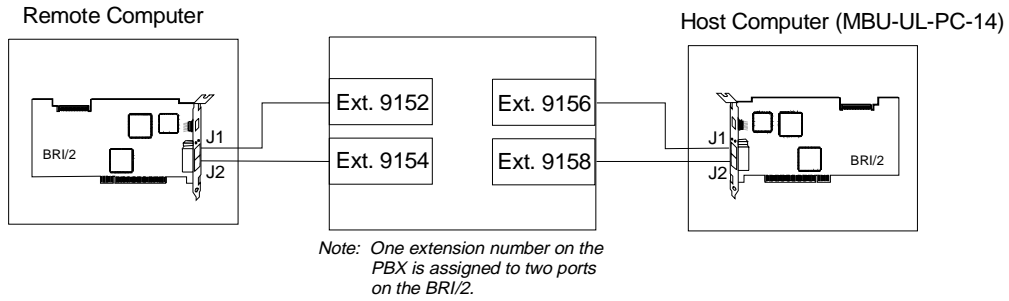 Remote Computer
Host Computer (MBU-UL-PC-14)
Ext. 9152
Ext. 9156
J1
J1
BRI/2
Ext. 9154
Ext. 9158
BRI/2
J2
J2
Note: One extension number on the
PBX is assigned to two ports
on the BRI/2.